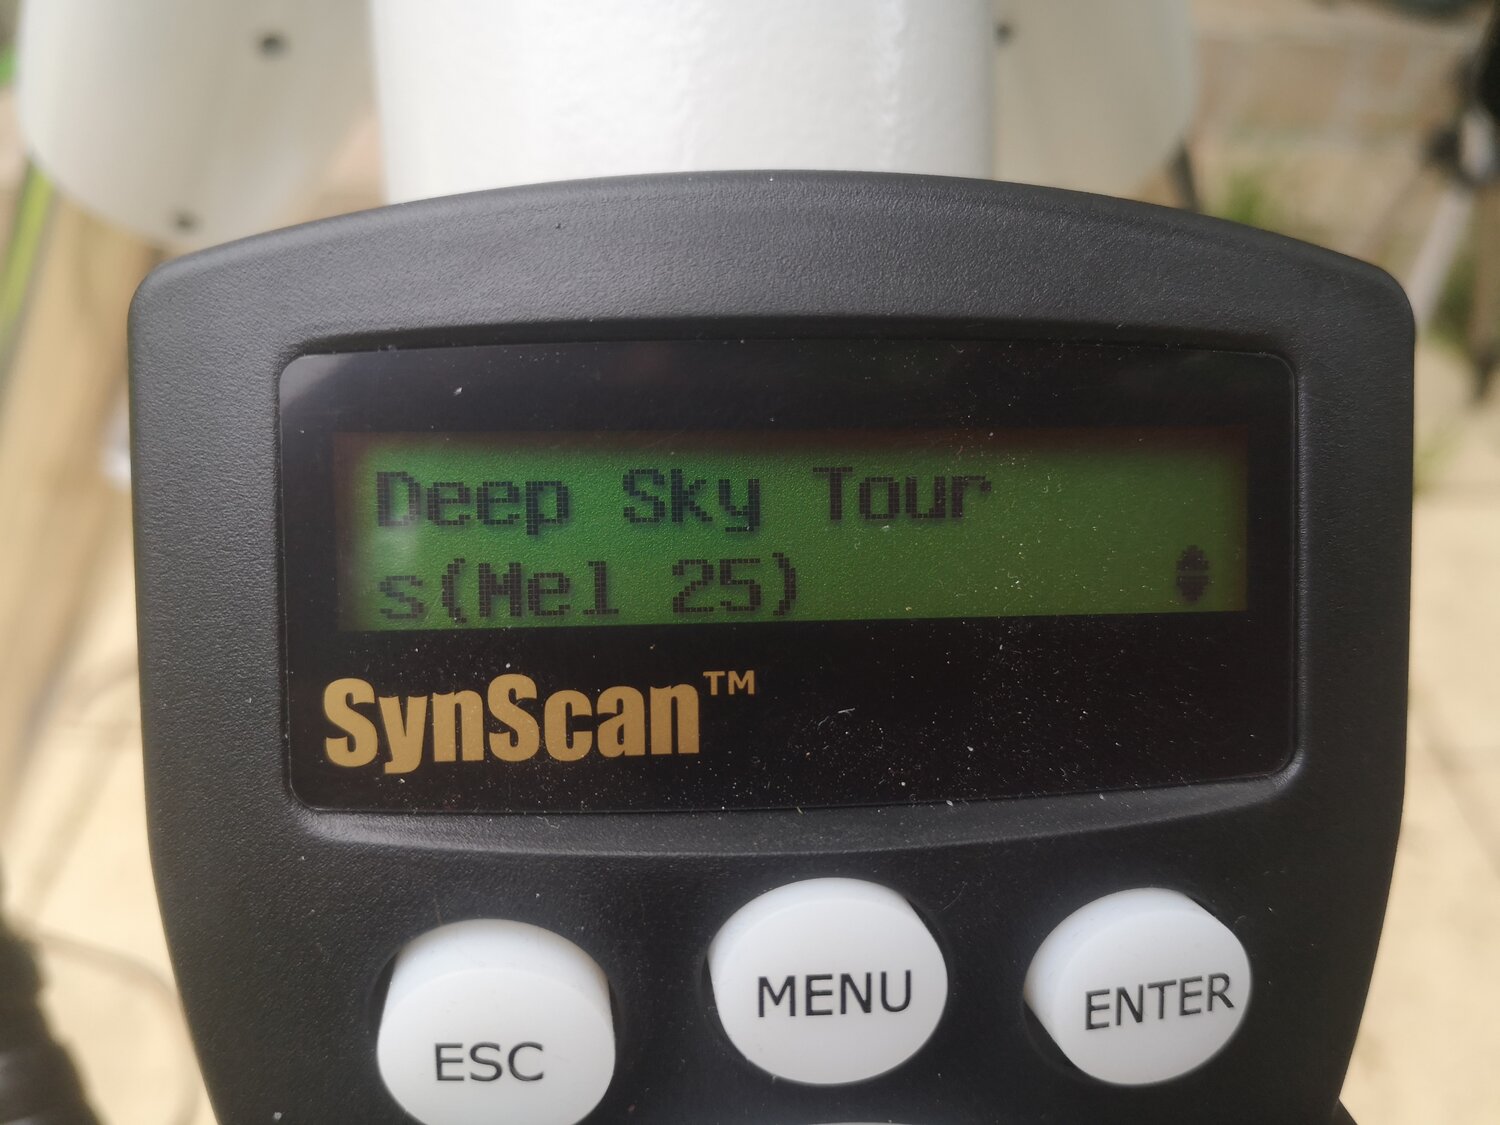 Deep Sky Tour
s(Mel 25)
SynScan™
ESC
MENU
ENTER